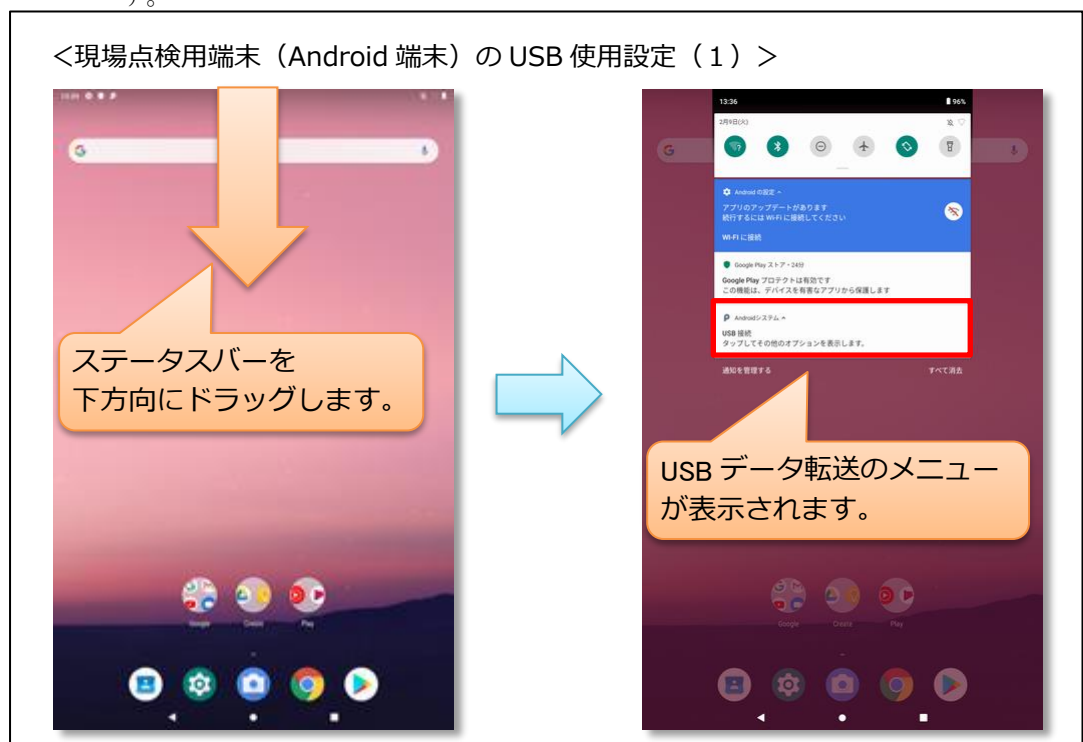 す。
＜現場点検用端末（Android 端末）の USB 使用設定（１）＞
G
ステータスバーを
下方向にドラッグします。
Google
Create
Play
13:36
96%
2月9日(火)
G
Android の設定
アプリのアップデートがあります
続行するには Wi-Fi に接続してください
WI-FI に接続
Google Play ストア・24分
Google Play プロテクトは有効です
この機能は、デバイスを有害なアプリから保護します
Androidシステム
USB 接続
タップしてその他のオプションを表示します。
通知を管理する
すべて消去
USB データ転送のメニュー
が表示されます。
Google
Create
Play